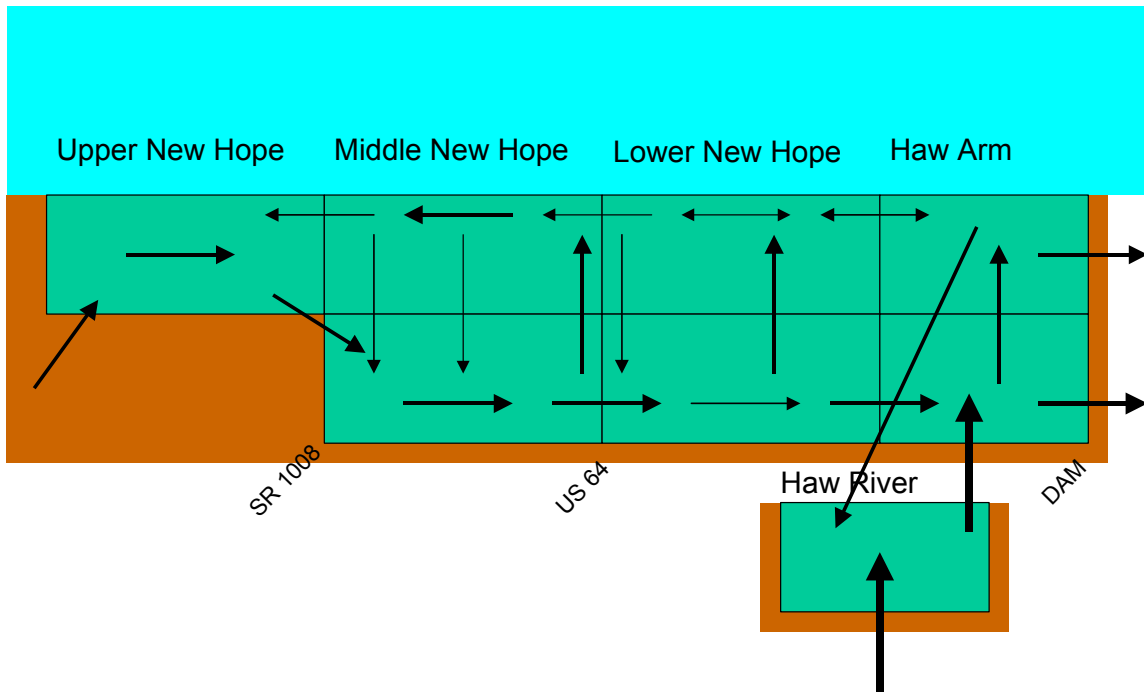 Upper New Hope
Middle New Hope
Lower New Hope
Haw Arm
SR 1008
US 64
Haw River
DAM